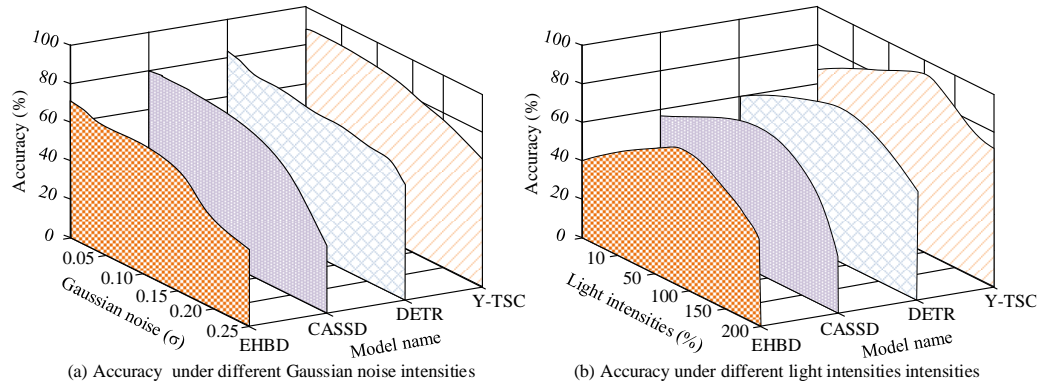 100
80
60
40
20
0
Accuracy (%)
0.05
0.10
0.15
0.20
0.25
Gaussian noise (σ)
EHBD
CASSD
DETR
Y-TSC
Model name
(a) Accuracy under different Gaussian noise intensities
100
80
60
40
20
0
Accuracy (%)
10
50
100
150
200
Light intensities (%)
EHBD
CASSD
DETR
Y-TSC
Model name
(b) Accuracy under different light intensities intensities